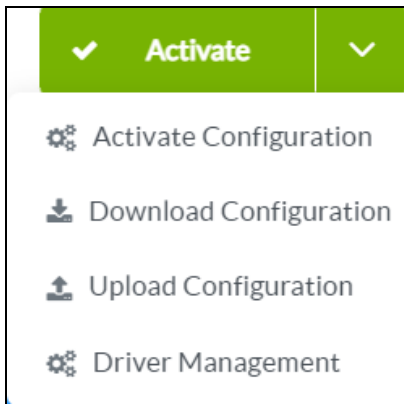 Activate
Activate Configuration
Download Configuration
Upload Configuration
Driver Management